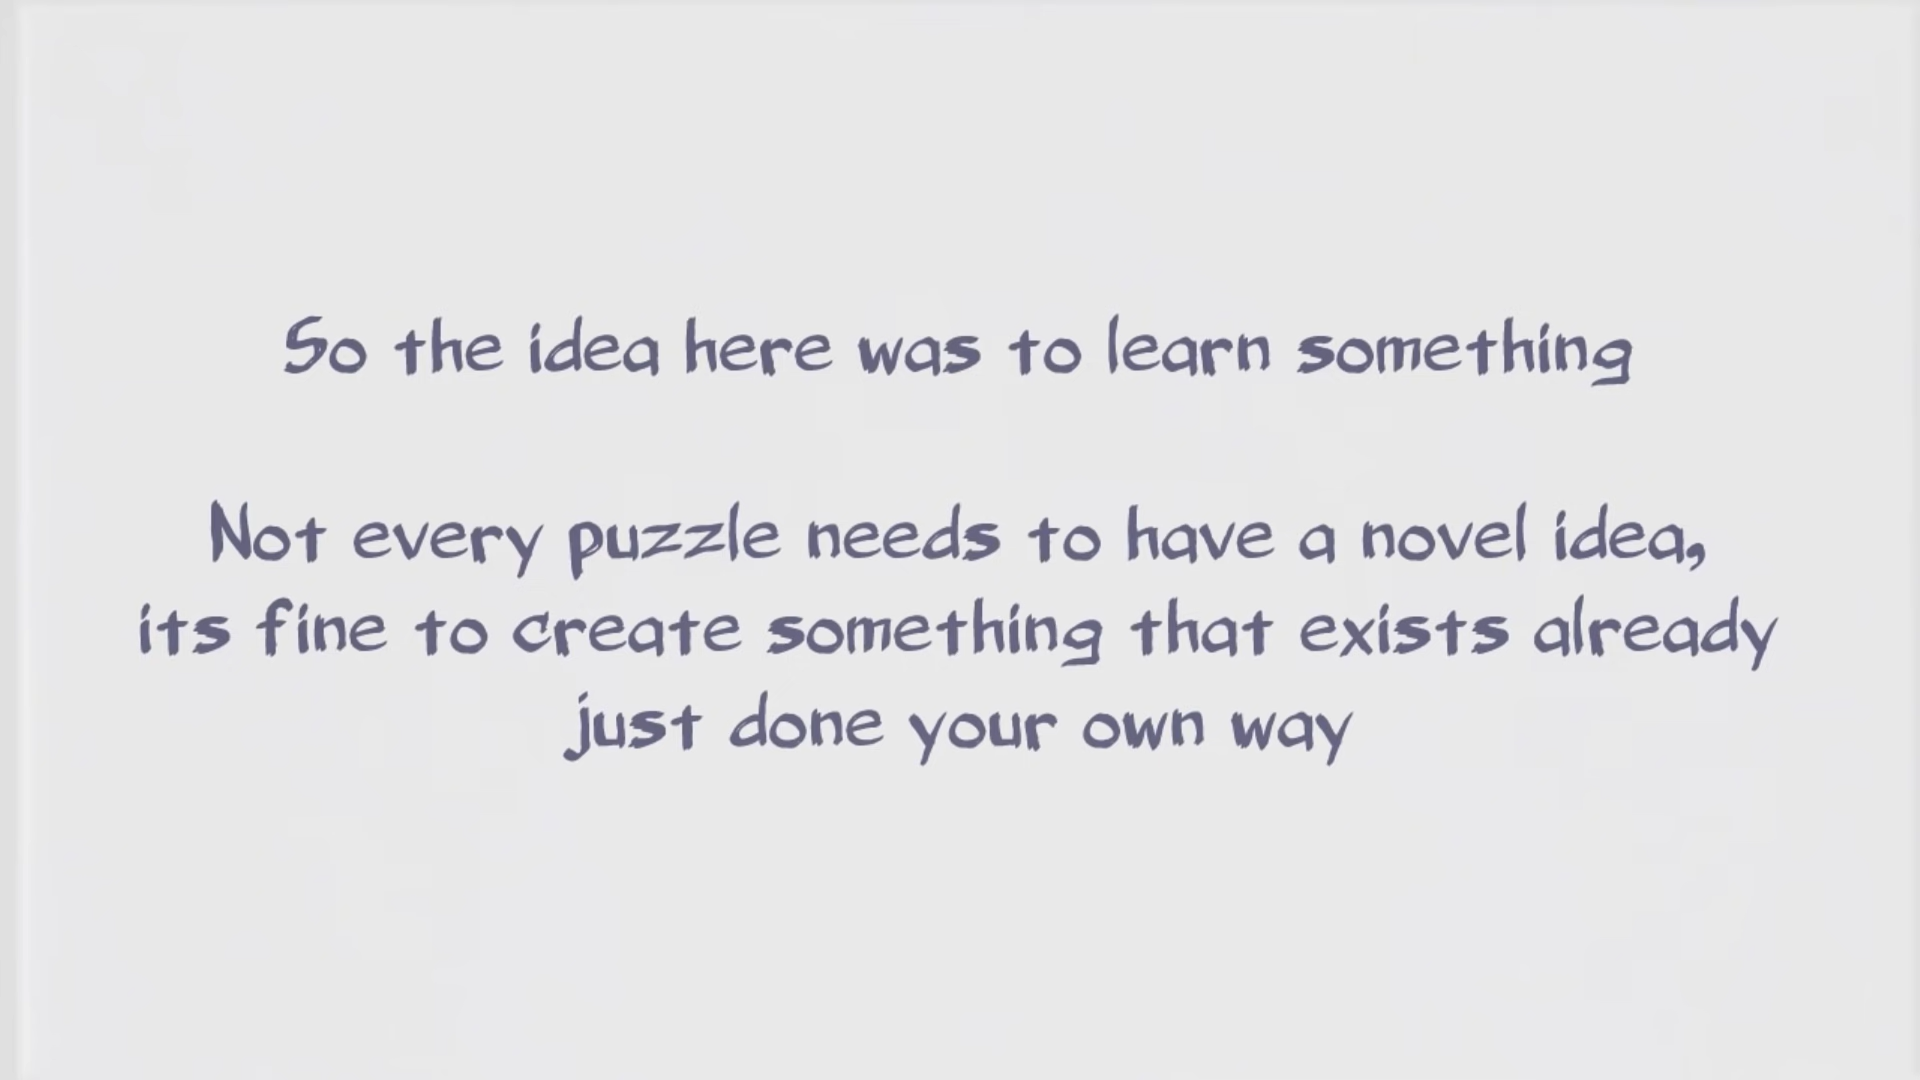 So the idea here was to learn something
Not every puzzle needs to have a novel idea,
its fine to create something that exists already
just done your own way